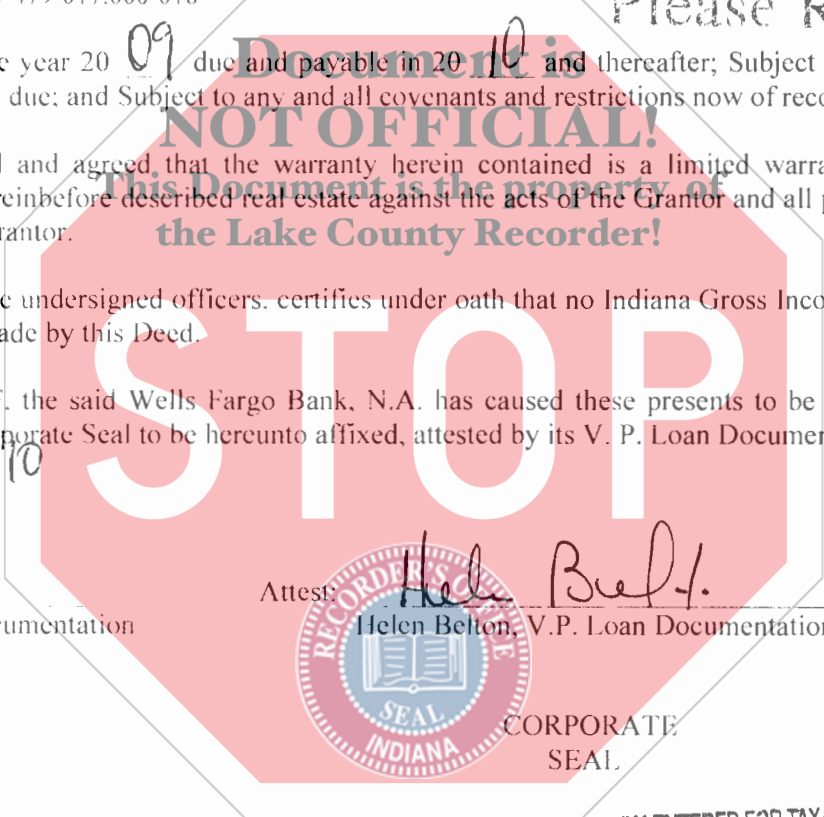 Please R
e year 20 09 due and payable in 20 10 and thereafter; Subject
Document is
due; and Subject to any and all covenants and restrictions now of reco
NOT OFFICIAL!
l and agreed that the warranty herein contained is a limited warra
This Document is the property of
reinbefore described real estate against the acts of the Grantor and all p
the Lake County Recorder!
rantor.
e undersigned officers. certifies under oath that no Indiana Gross Inco
ade by this Deed.
STOP
f. the said Wells Fargo Bank, N.A. has caused these presents to be
porate Seal to be hereunto affixed, attested by its V. P. Loan Documen
10
Attest: Helen Belt.
umentation Helen Belton, V.P. Loan Documentation
RECORDER'S OFFICE
SEAL
INDIANA
CORPORATE
SEAL